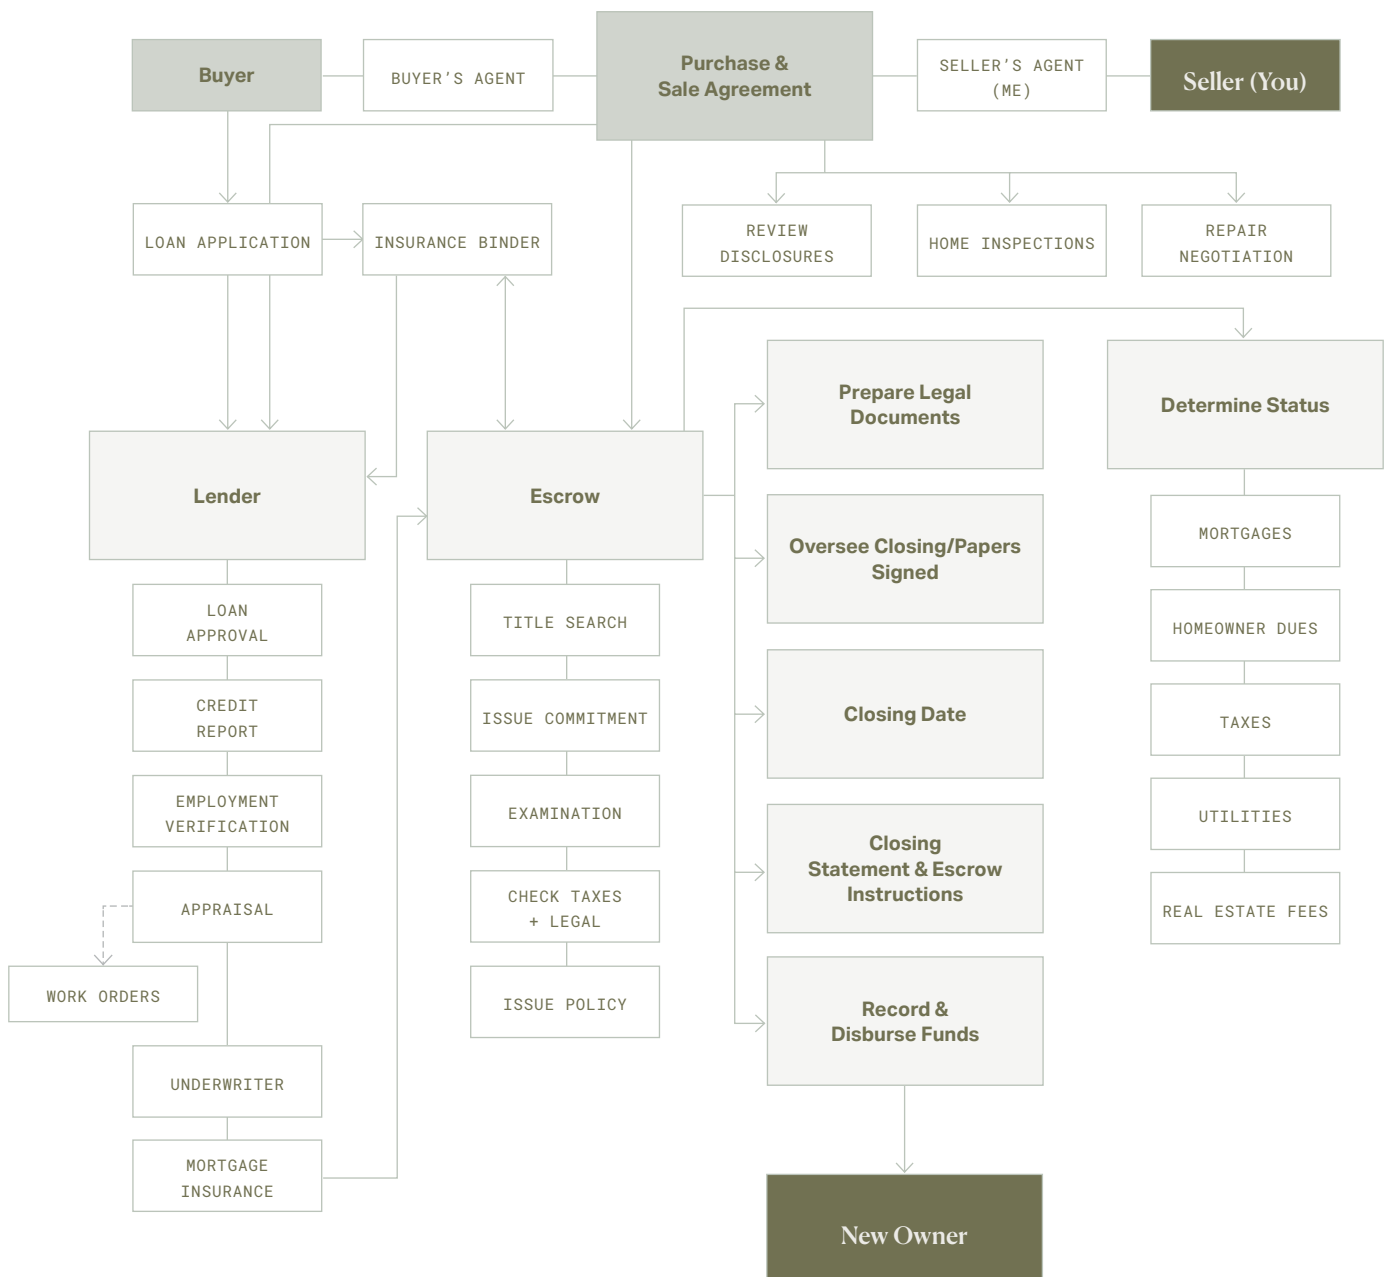 Buyer
BUYER'S AGENT
Purchase &
Sale Agreement
SELLER'S AGENT
(ME)
Seller (You)
LOAN APPLICATION
INSURANCE BINDER
REVIEW
DISCLOSURES
HOME INSPECTIONS
REPAIR
NEGOTIATION
Lender
LOAN
APPROVAL
CREDIT
REPORT
EMPLOYMENT
VERIFICATION
APPRAISAL
WORK ORDERS
UNDERWRITER
MORTGAGE
INSURANCE
Escrow
TITLE SEARCH
ISSUE COMMITMENT
EXAMINATION
CHECK TAXES
+ LEGAL
ISSUE POLICY
Prepare Legal
Documents
Oversee Closing/Papers
Signed
Closing Date
Closing
Statement & Escrow
Instructions
Record &
Disburse Funds
New Owner
Determine Status
MORTGAGES
HOMEOWNER DUES
TAXES
UTILITIES
REAL ESTATE FEES